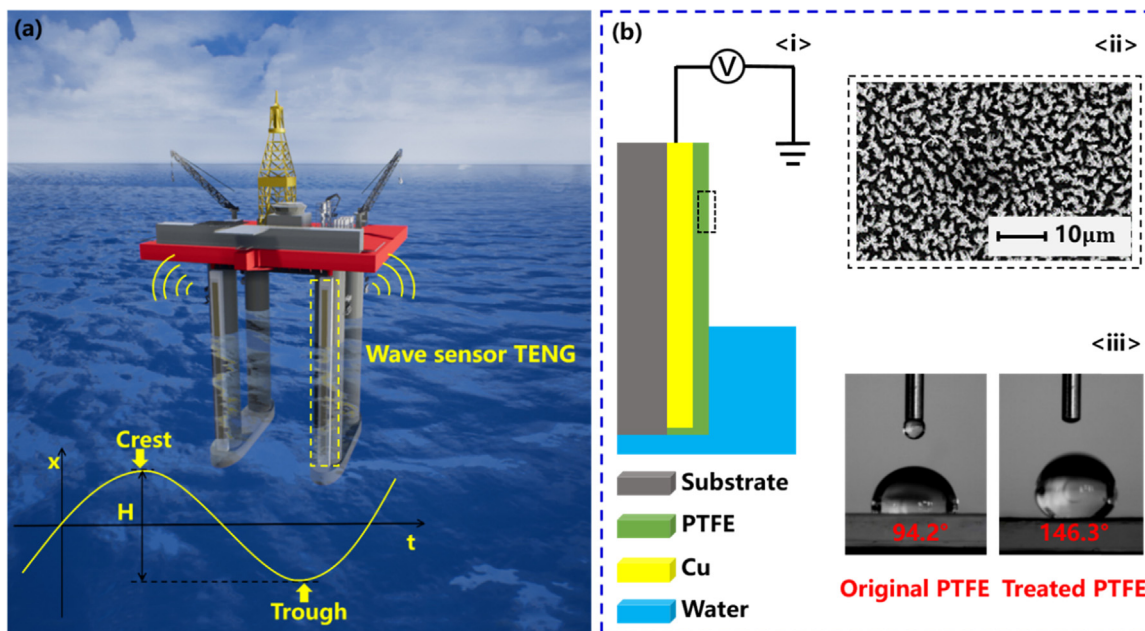 (a)
Wave sensor TENG
Crest
x
H
t
Trough
(b)
<i>
V
<ii>
10μm
<iii>
Substrate
PTFE
Cu
Water
94.2°
146.3°
Original PTFE
Treated PTFE